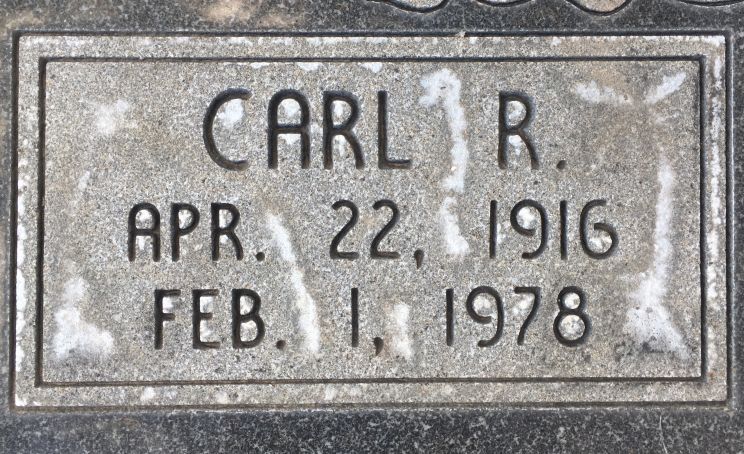 CARL R.
APR. 22, 1916
FEB. 1, 1978